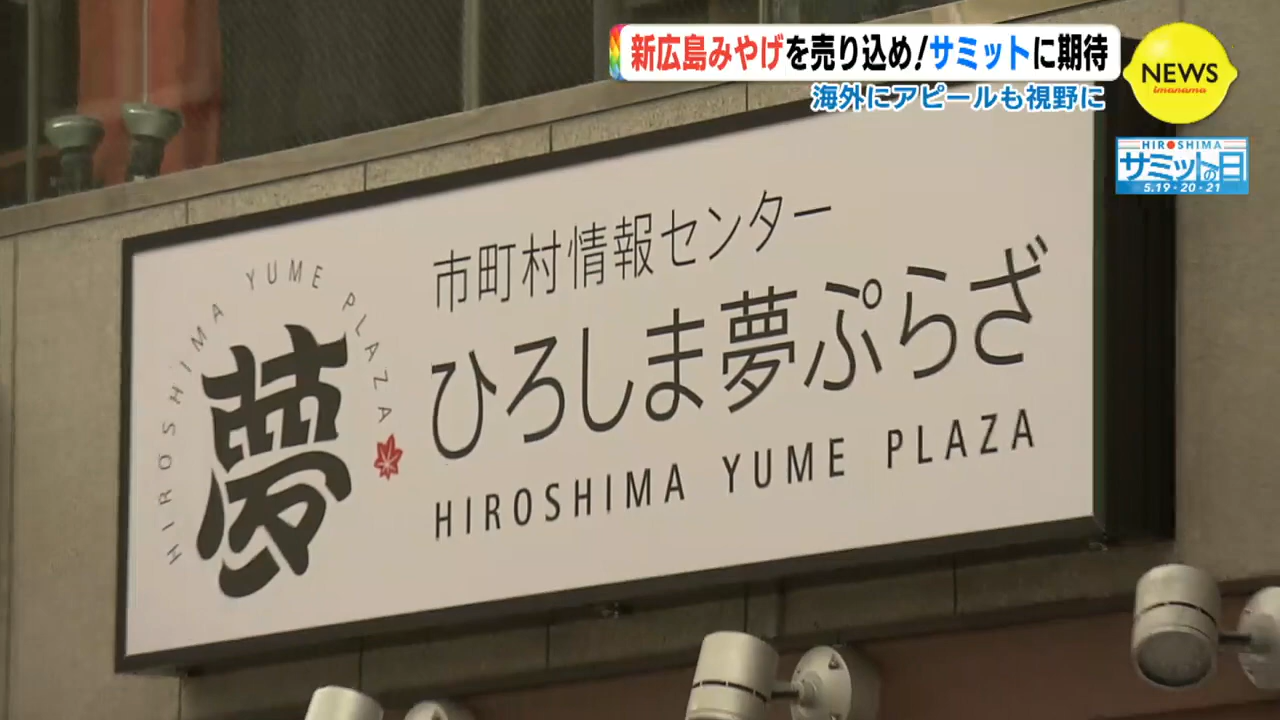 新広島みやげを売り込め!サミットに期待
海外にアピールも視野に
NEWS
imanama
HIROSHIMA
サミットの日
5.19・20・21
HIROSHIMA YUME PLAZA
夢
市町村情報センター
ひろしま夢ぷらざ
HIROSHIMA YUME PLAZA